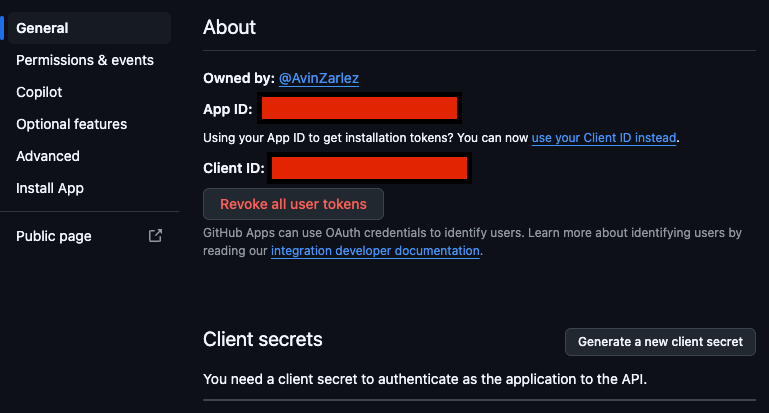 General
Permissions & events
Copilot
Optional features
Advanced
Install App
Public page
About
Owned by: @AvinZarlez
App ID:
Using your App ID to get installation tokens? You can now use your Client ID instead.
Client ID:
Revoke all user tokens
GitHub Apps can use OAuth credentials to identify users. Learn more about identifying users by
reading our integration developer documentation.
Client secrets
Generate a new client secret
You need a client secret to authenticate as the application to the API.